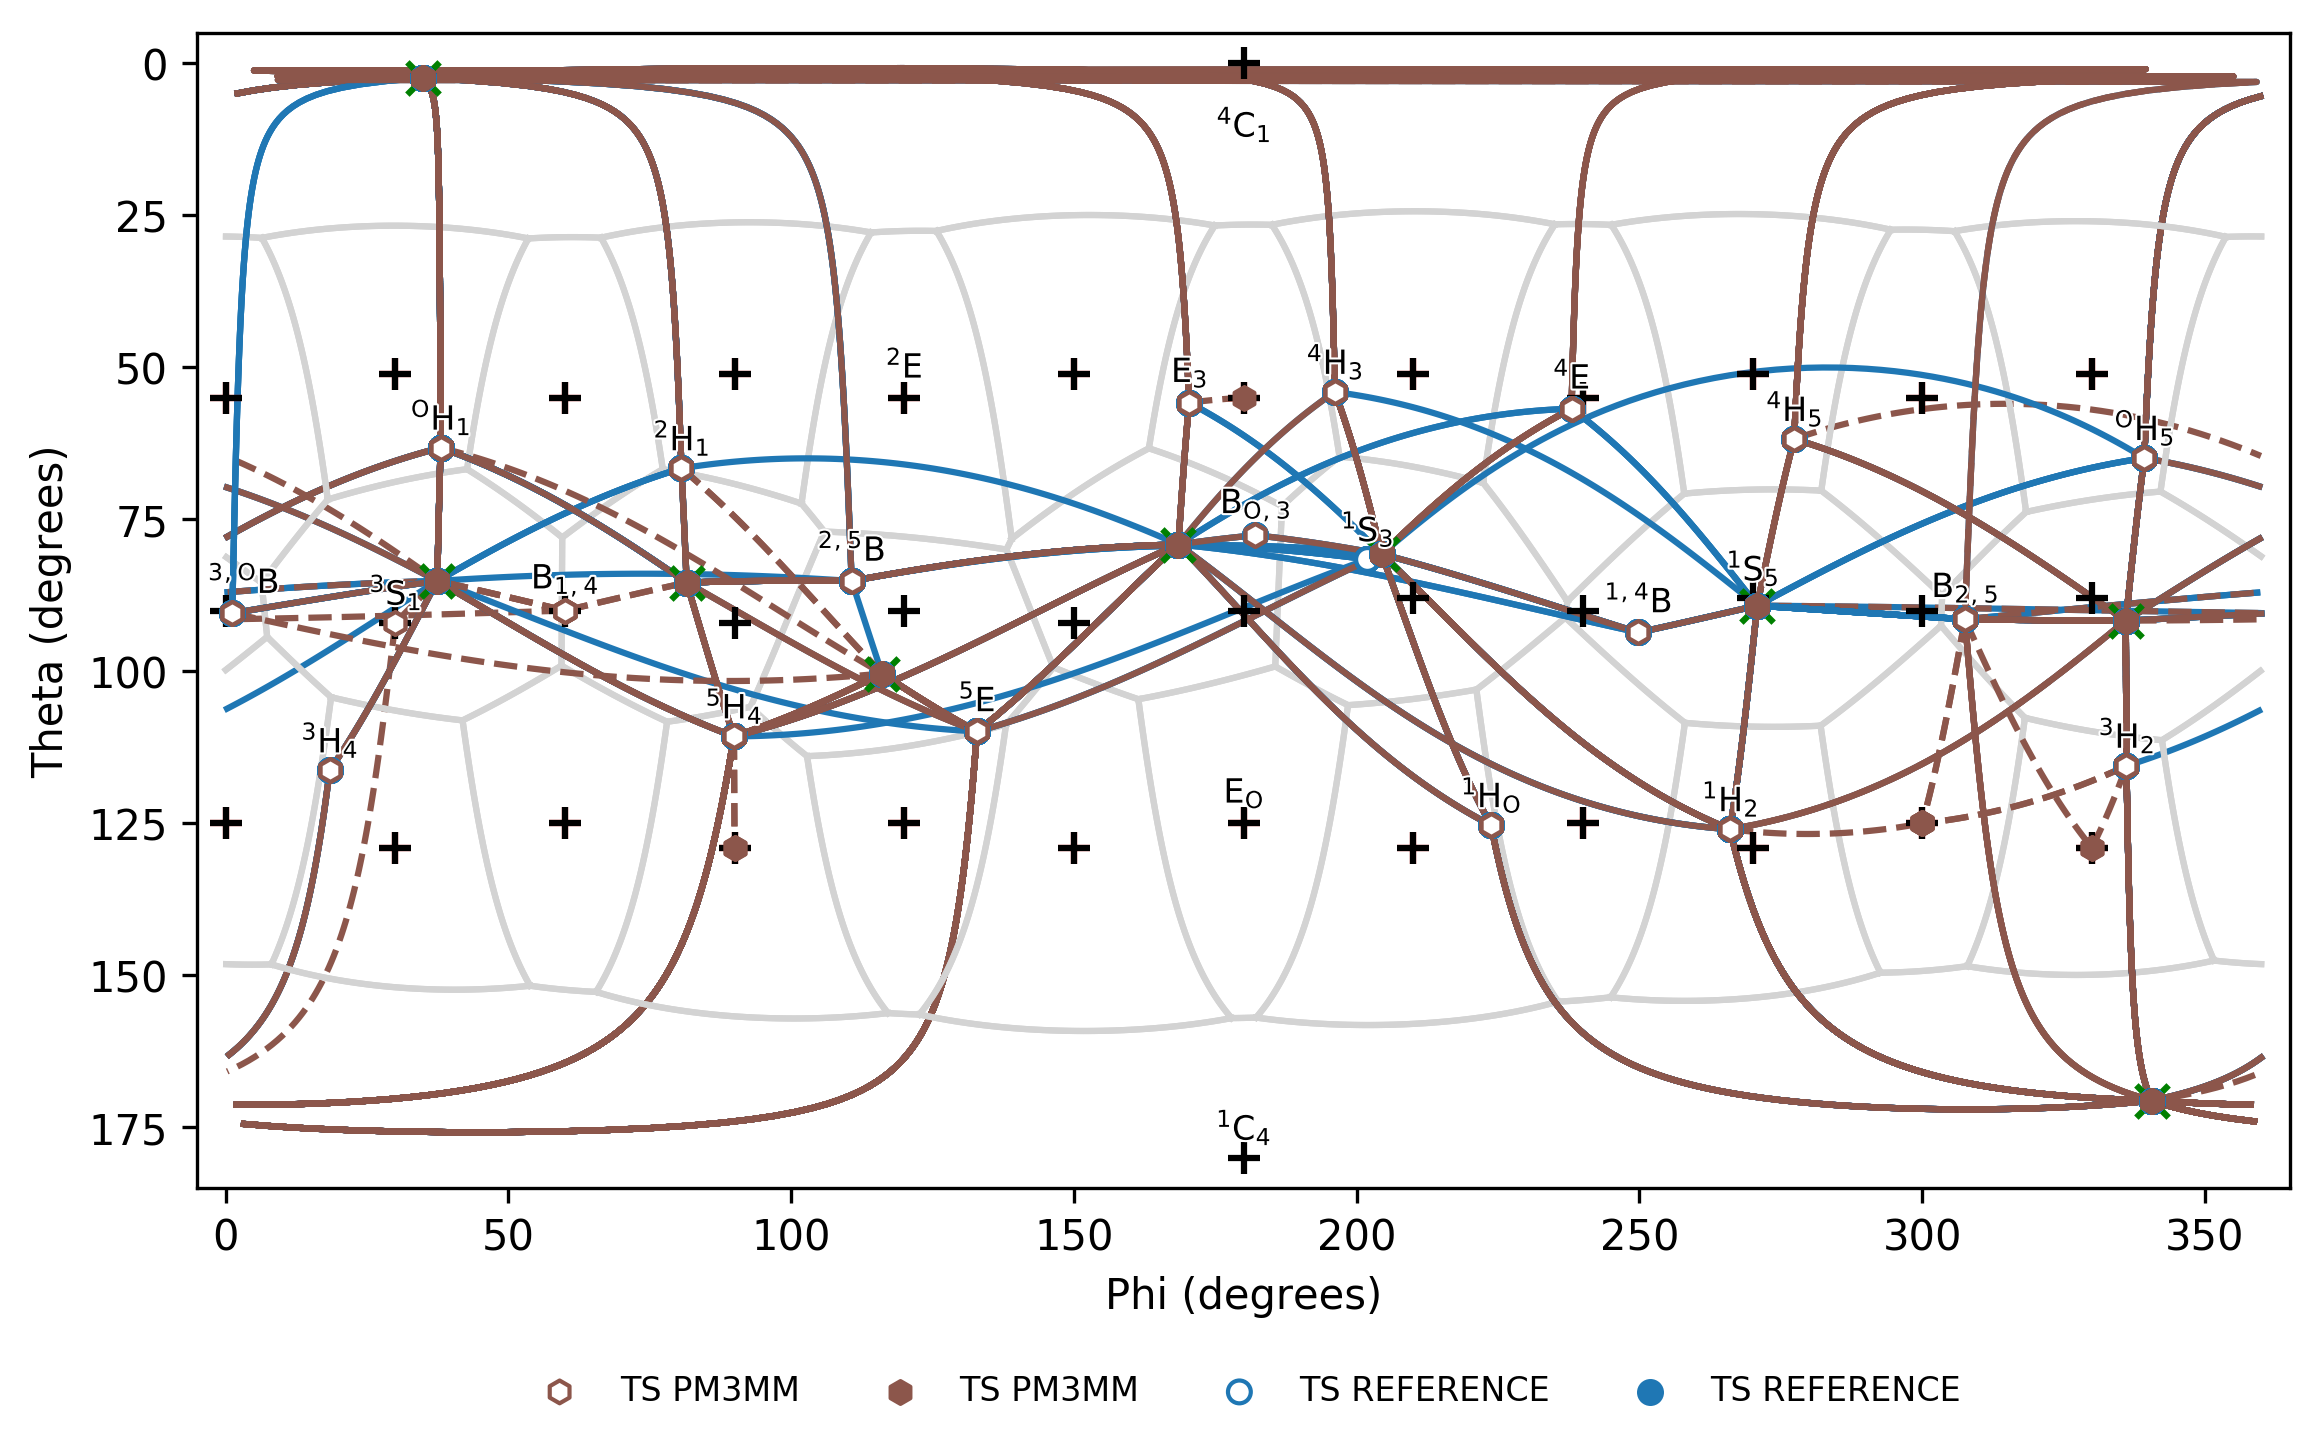 0
25
50
75
100
125
150
175
Theta (degrees)
⁴C₁
²E
E₃
⁴H₃
⁴E
⁴H₅
ᴼH₅
ᴼH₁
²H₁
B_O,₃
¹S₃
²,⁵B
³,ᴼB
³S₁
B₁,₄
¹S₅
¹,⁴B
B₂,₅
⁵H₄
⁵E
³H₄
³H₂
E_O
¹H_O
¹H₂
¹C₄
0 50 100 150 200 250 300 350
Phi (degrees)
TS PM3MM TS PM3MM TS REFERENCE TS REFERENCE